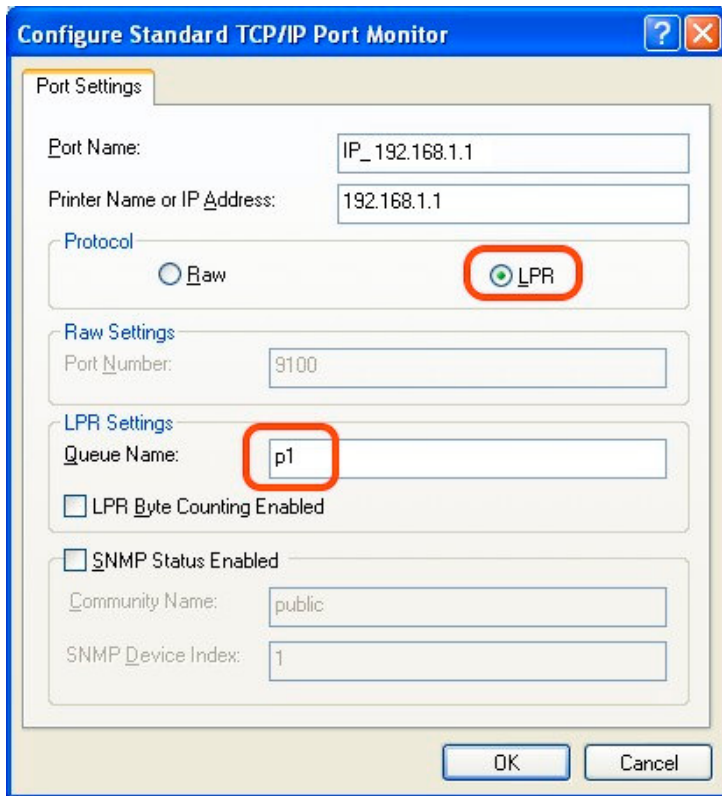 Configure Standard TCP/IP Port Monitor
Port Settings
Port Name: IP_ 192.168.1.1
Printer Name or IP Address: 192.168.1.1
Protocol
Raw LPR
Raw Settings
Port Number: 9100
LPR Settings
Queue Name: p1
LPR Byte Counting Enabled
SNMP Status Enabled
Community Name: public
SNMP Device Index: 1
OK Cancel